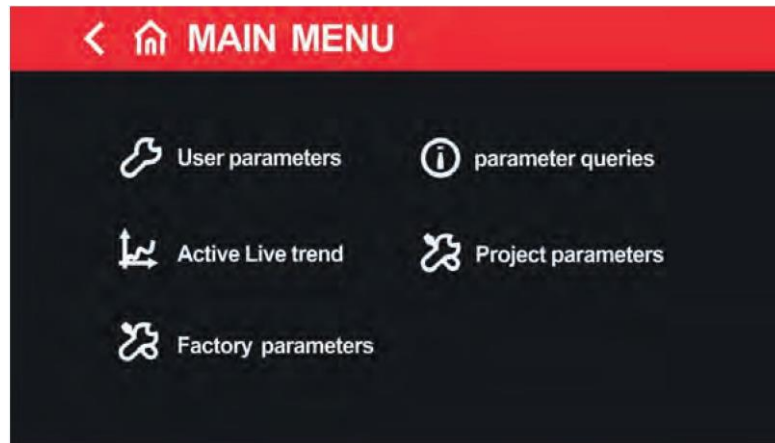 MAIN MENU
User parameters
parameter queries
Active Live trend
Project parameters
Factory parameters